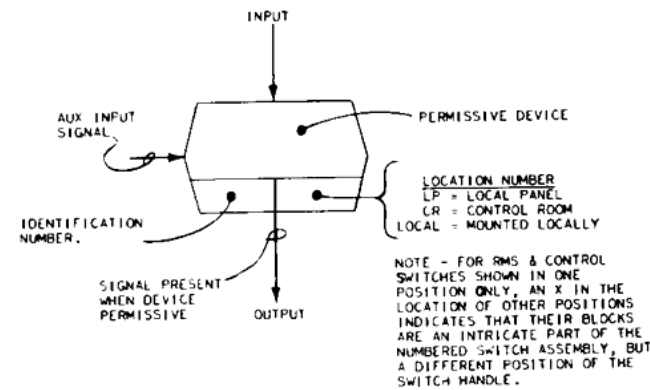 INPUT
AUX INPUT
SIGNAL.
PERMISSIVE DEVICE
LOCATION NUMBER
LP = LOCAL PANEL
CR = CONTROL ROOM
LOCAL = MOUNTED LOCALLY
IDENTIFICATION
NUMBER.
SIGNAL PRESENT
WHEN DEVICE
PERMISSIVE
OUTPUT
NOTE - FOR RMS & CONTROL
SWITCHES SHOWN IN ONE
POSITION ONLY, AN X IN THE
LOCATION OF OTHER POSITIONS
INDICATES THAT THEIR BLOCKS
ARE AN INTRICATE PART OF THE
NUMBERED SWITCH ASSEMBLY, BUT
A DIFFERENT POSITION OF THE
SWITCH HANDLE.